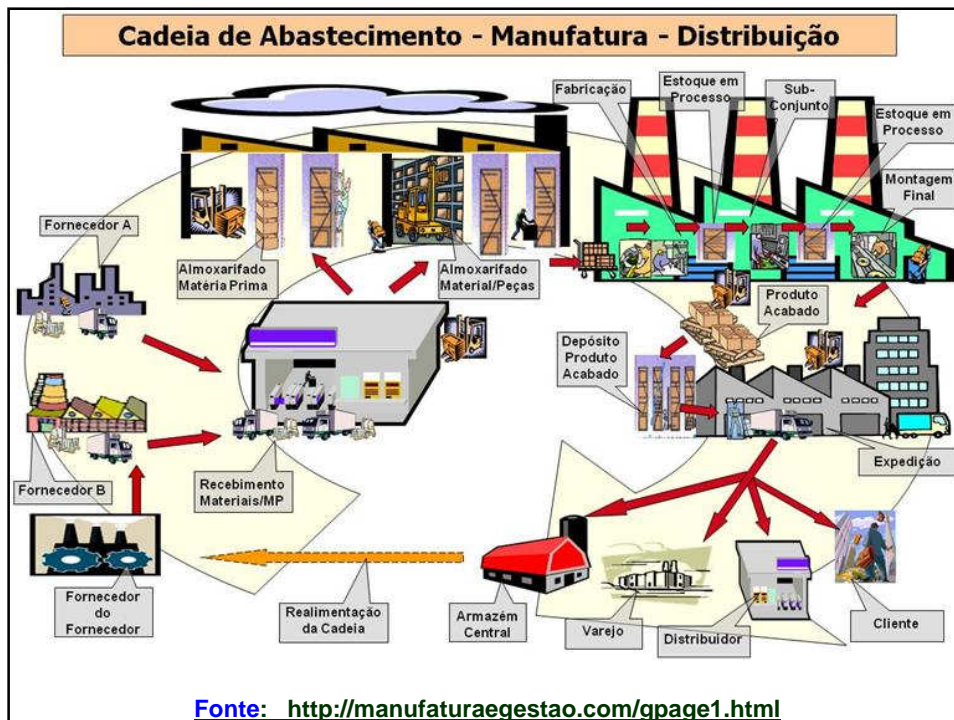 Cadeia de Abastecimento - Manufatura - Distribuição
Fabricação
Estoque em
Processo
Sub-
Conjunto
Estoque em
Processo
Montagem
Final
Fornecedor A
Almoxarifado
Matéria Prima
Almoxarifado
Material/Peças
Produto
Acabado
Depósito
Produto
Acabado
Fornecedor B
Recebimento
Materiais/MP
Expedição
Fornecedor
do
Fornecedor
Realimentação
da Cadeia
Armazém
Central
Varejo
Distribuidor
Cliente
Fonte: http://manufaturaegestao.com/gpage1.html